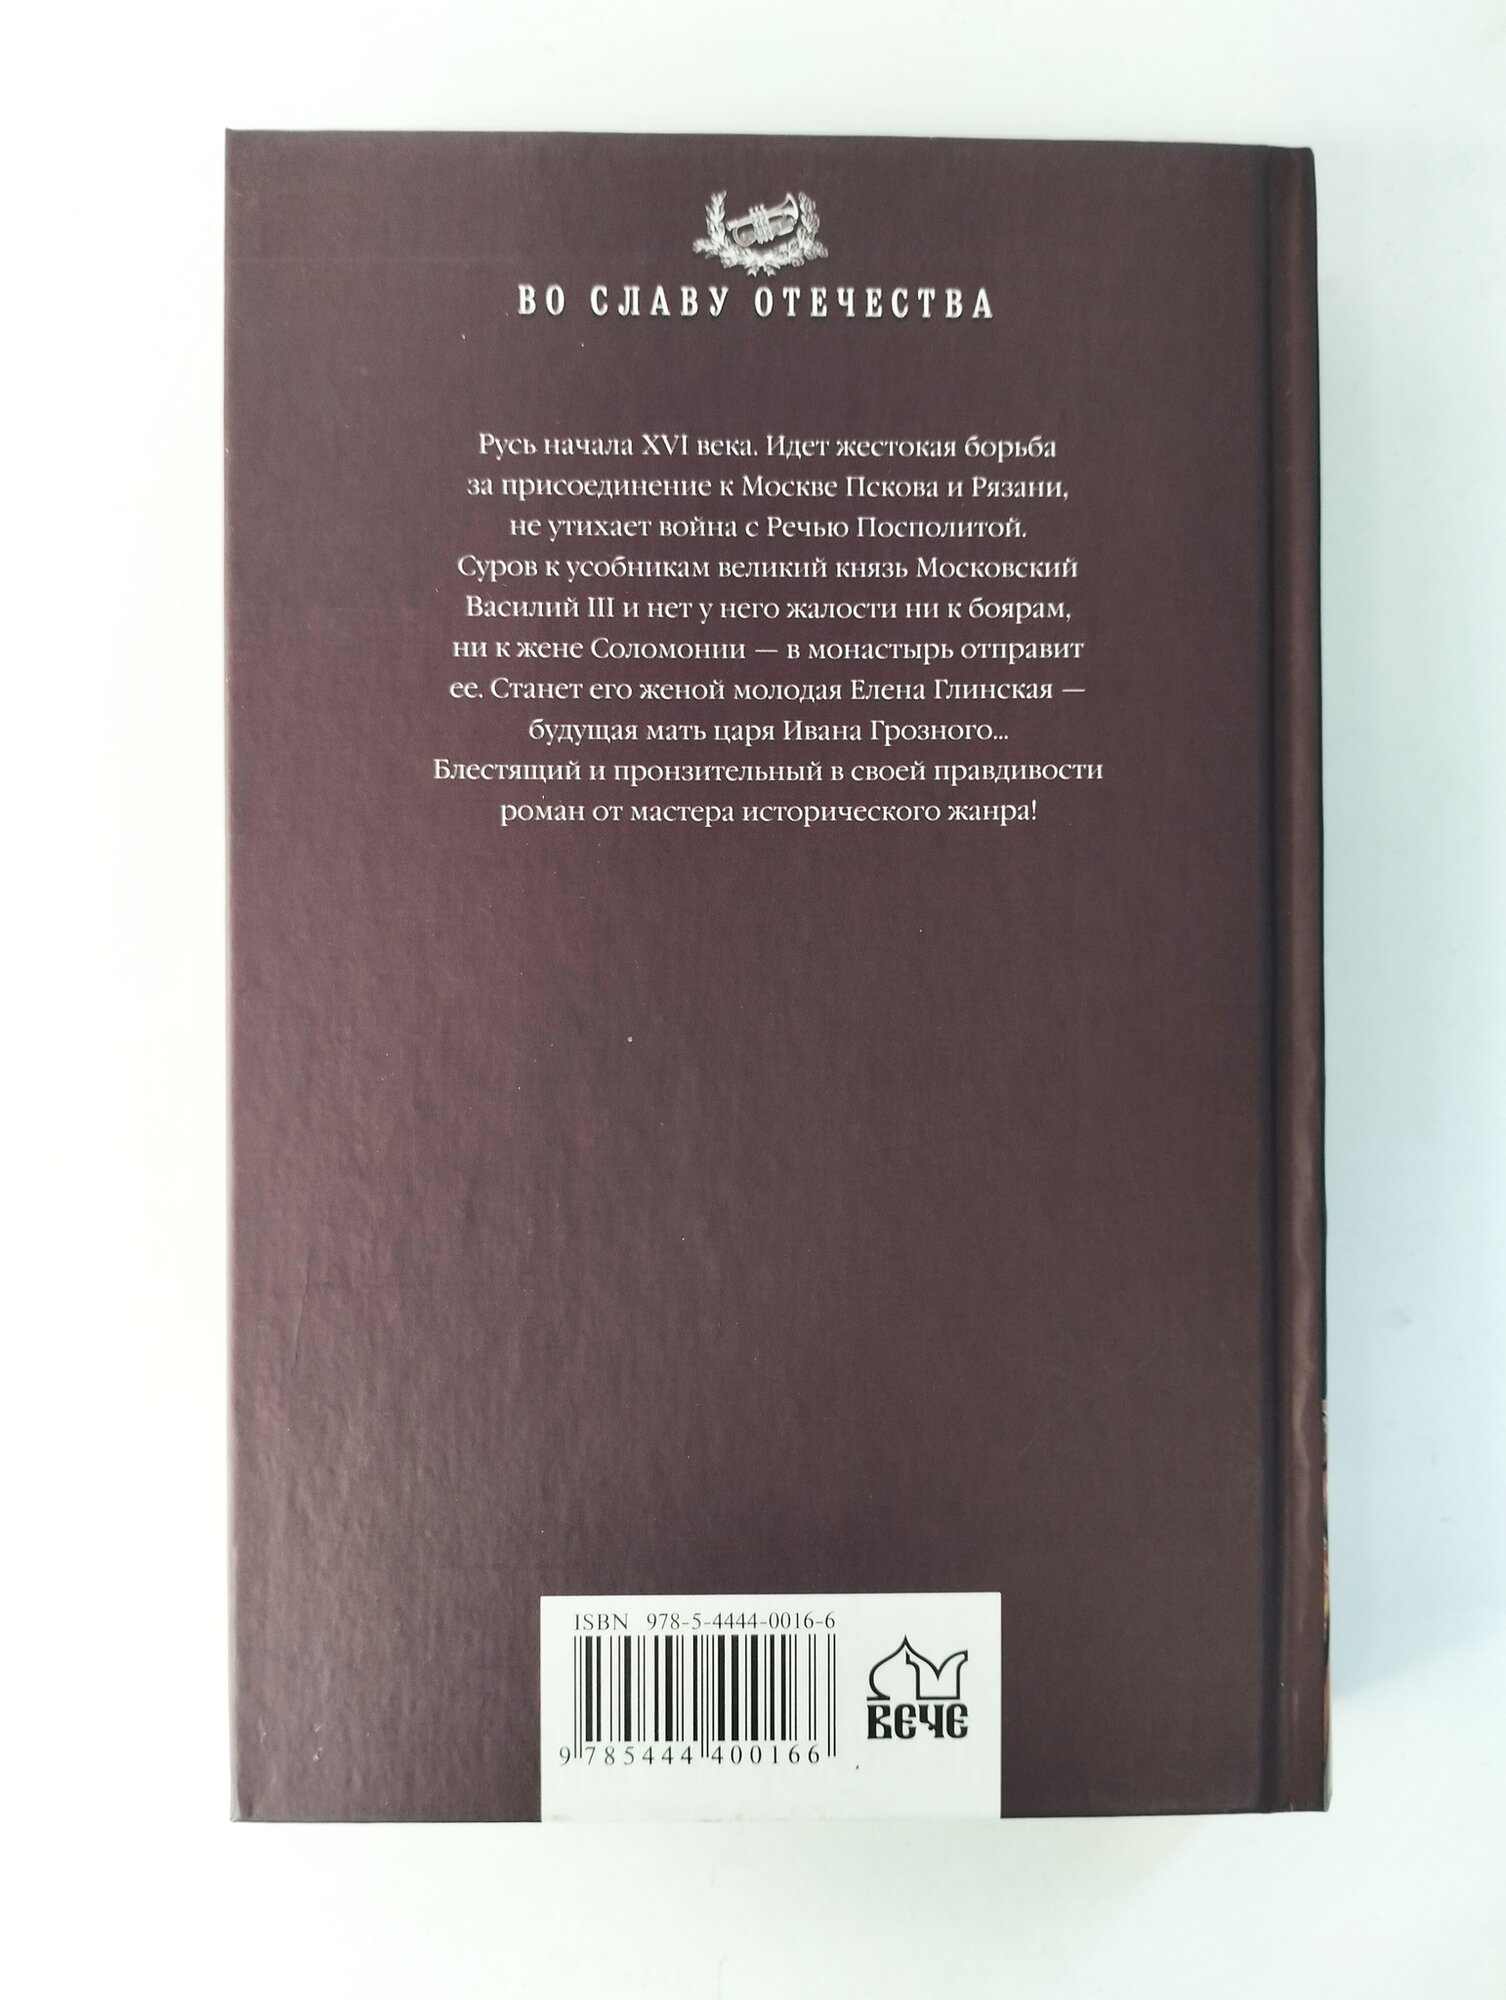 ВО СЛАВУ ОТЕЧЕСТВА
Русь начала XVI века. Идет жестокая борьба
за присоединение к Москве Пскова и Рязани,
не утихает война с Речью Посполитой.
Суров к усобникам великий князь Московский
Василий III и нет у него жалости ни к боярам,
ни к жене Соломонии — в монастырь отправит
ее. Станет его женой молодая Елена Глинская —
будущая мать царя Ивана Грозного...
Блестящий и пронзительный в своей правдивости
роман от мастера исторического жанра!
ISBN 978-5-4444-0016-6
9 785444 400166
ВЕЧЕ